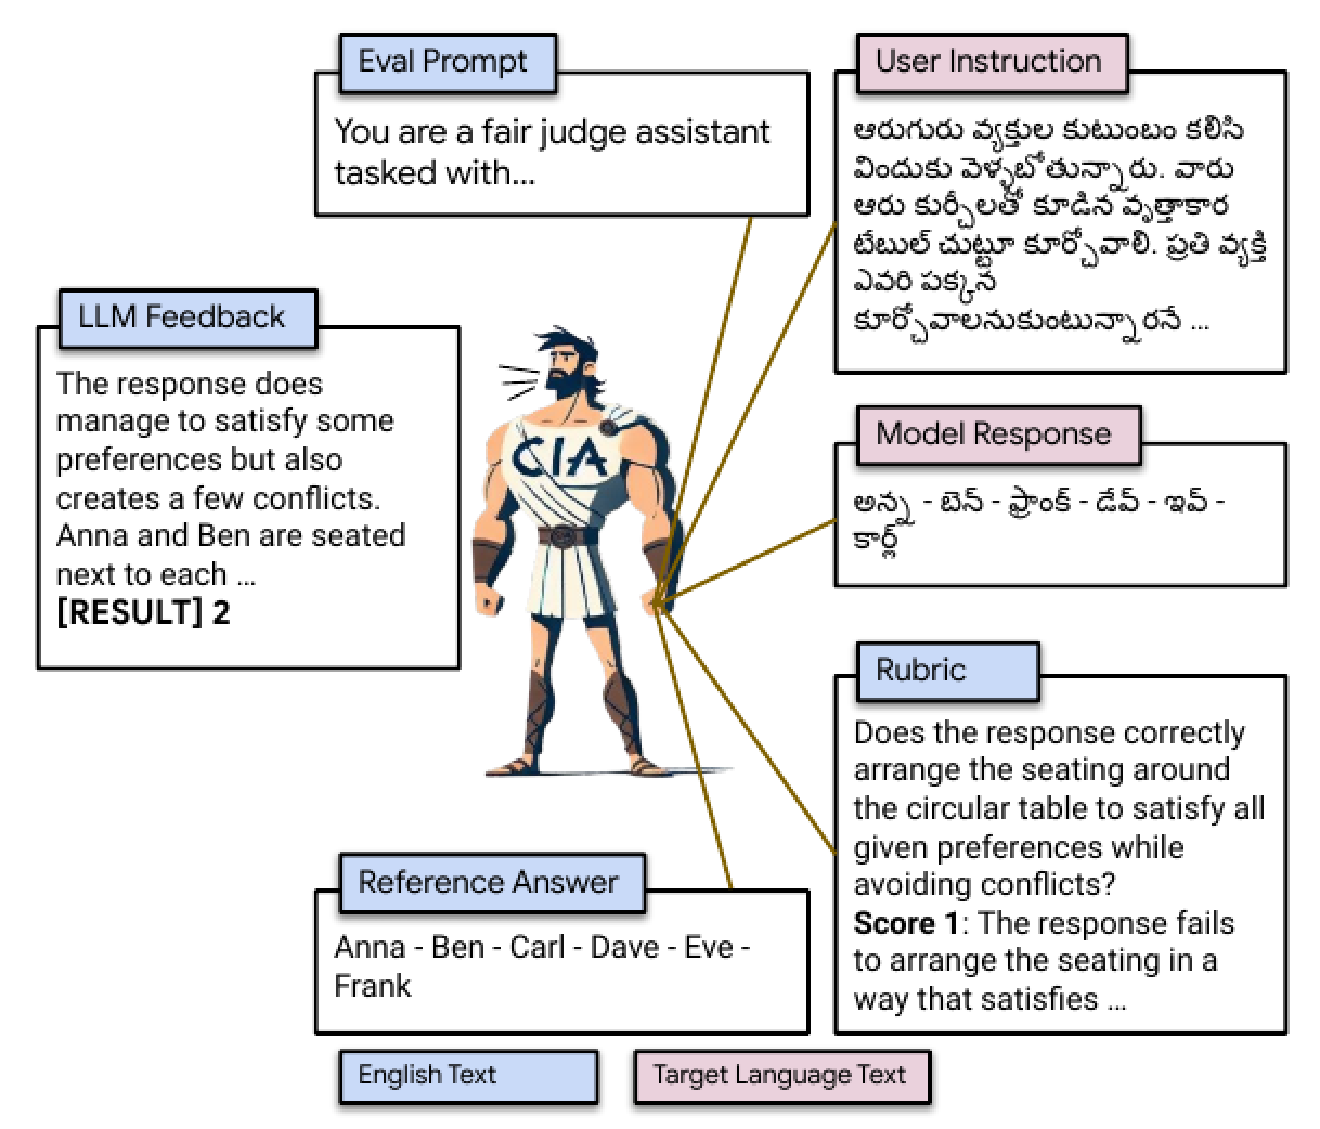 Eval Prompt
You are a fair judge assistant
tasked with...
User Instruction
ఆరుగురు వ్యక్తుల కుటుంబం కలిసి
విందుకు వెళ్ళబోతున్నారు. వారు
ఆరు కుర్చీలతో కూడిన వృత్తాకార
టేబుల్ చుట్టూ కూర్చోవాలి. ప్రతి వ్యక్తి
ఎవరి పక్కన
కూర్చోవాలనుకుంటున్నారనే ...
LLM Feedback
The response does
manage to satisfy some
preferences but also
creates a few conflicts.
Anna and Ben are seated
next to each ...
[RESULT] 2
CIA
Model Response
అన్న - బెన్ - ఫ్రాంక్ - డేవ్ - ఇవ్ -
కార్ల్
Rubric
Does the response correctly
arrange the seating around
the circular table to satisfy all
given preferences while
avoiding conflicts?
Score 1: The response fails
to arrange the seating in a
way that satisfies ...
Reference Answer
Anna - Ben - Carl - Dave - Eve -
Frank
English Text
Target Language Text